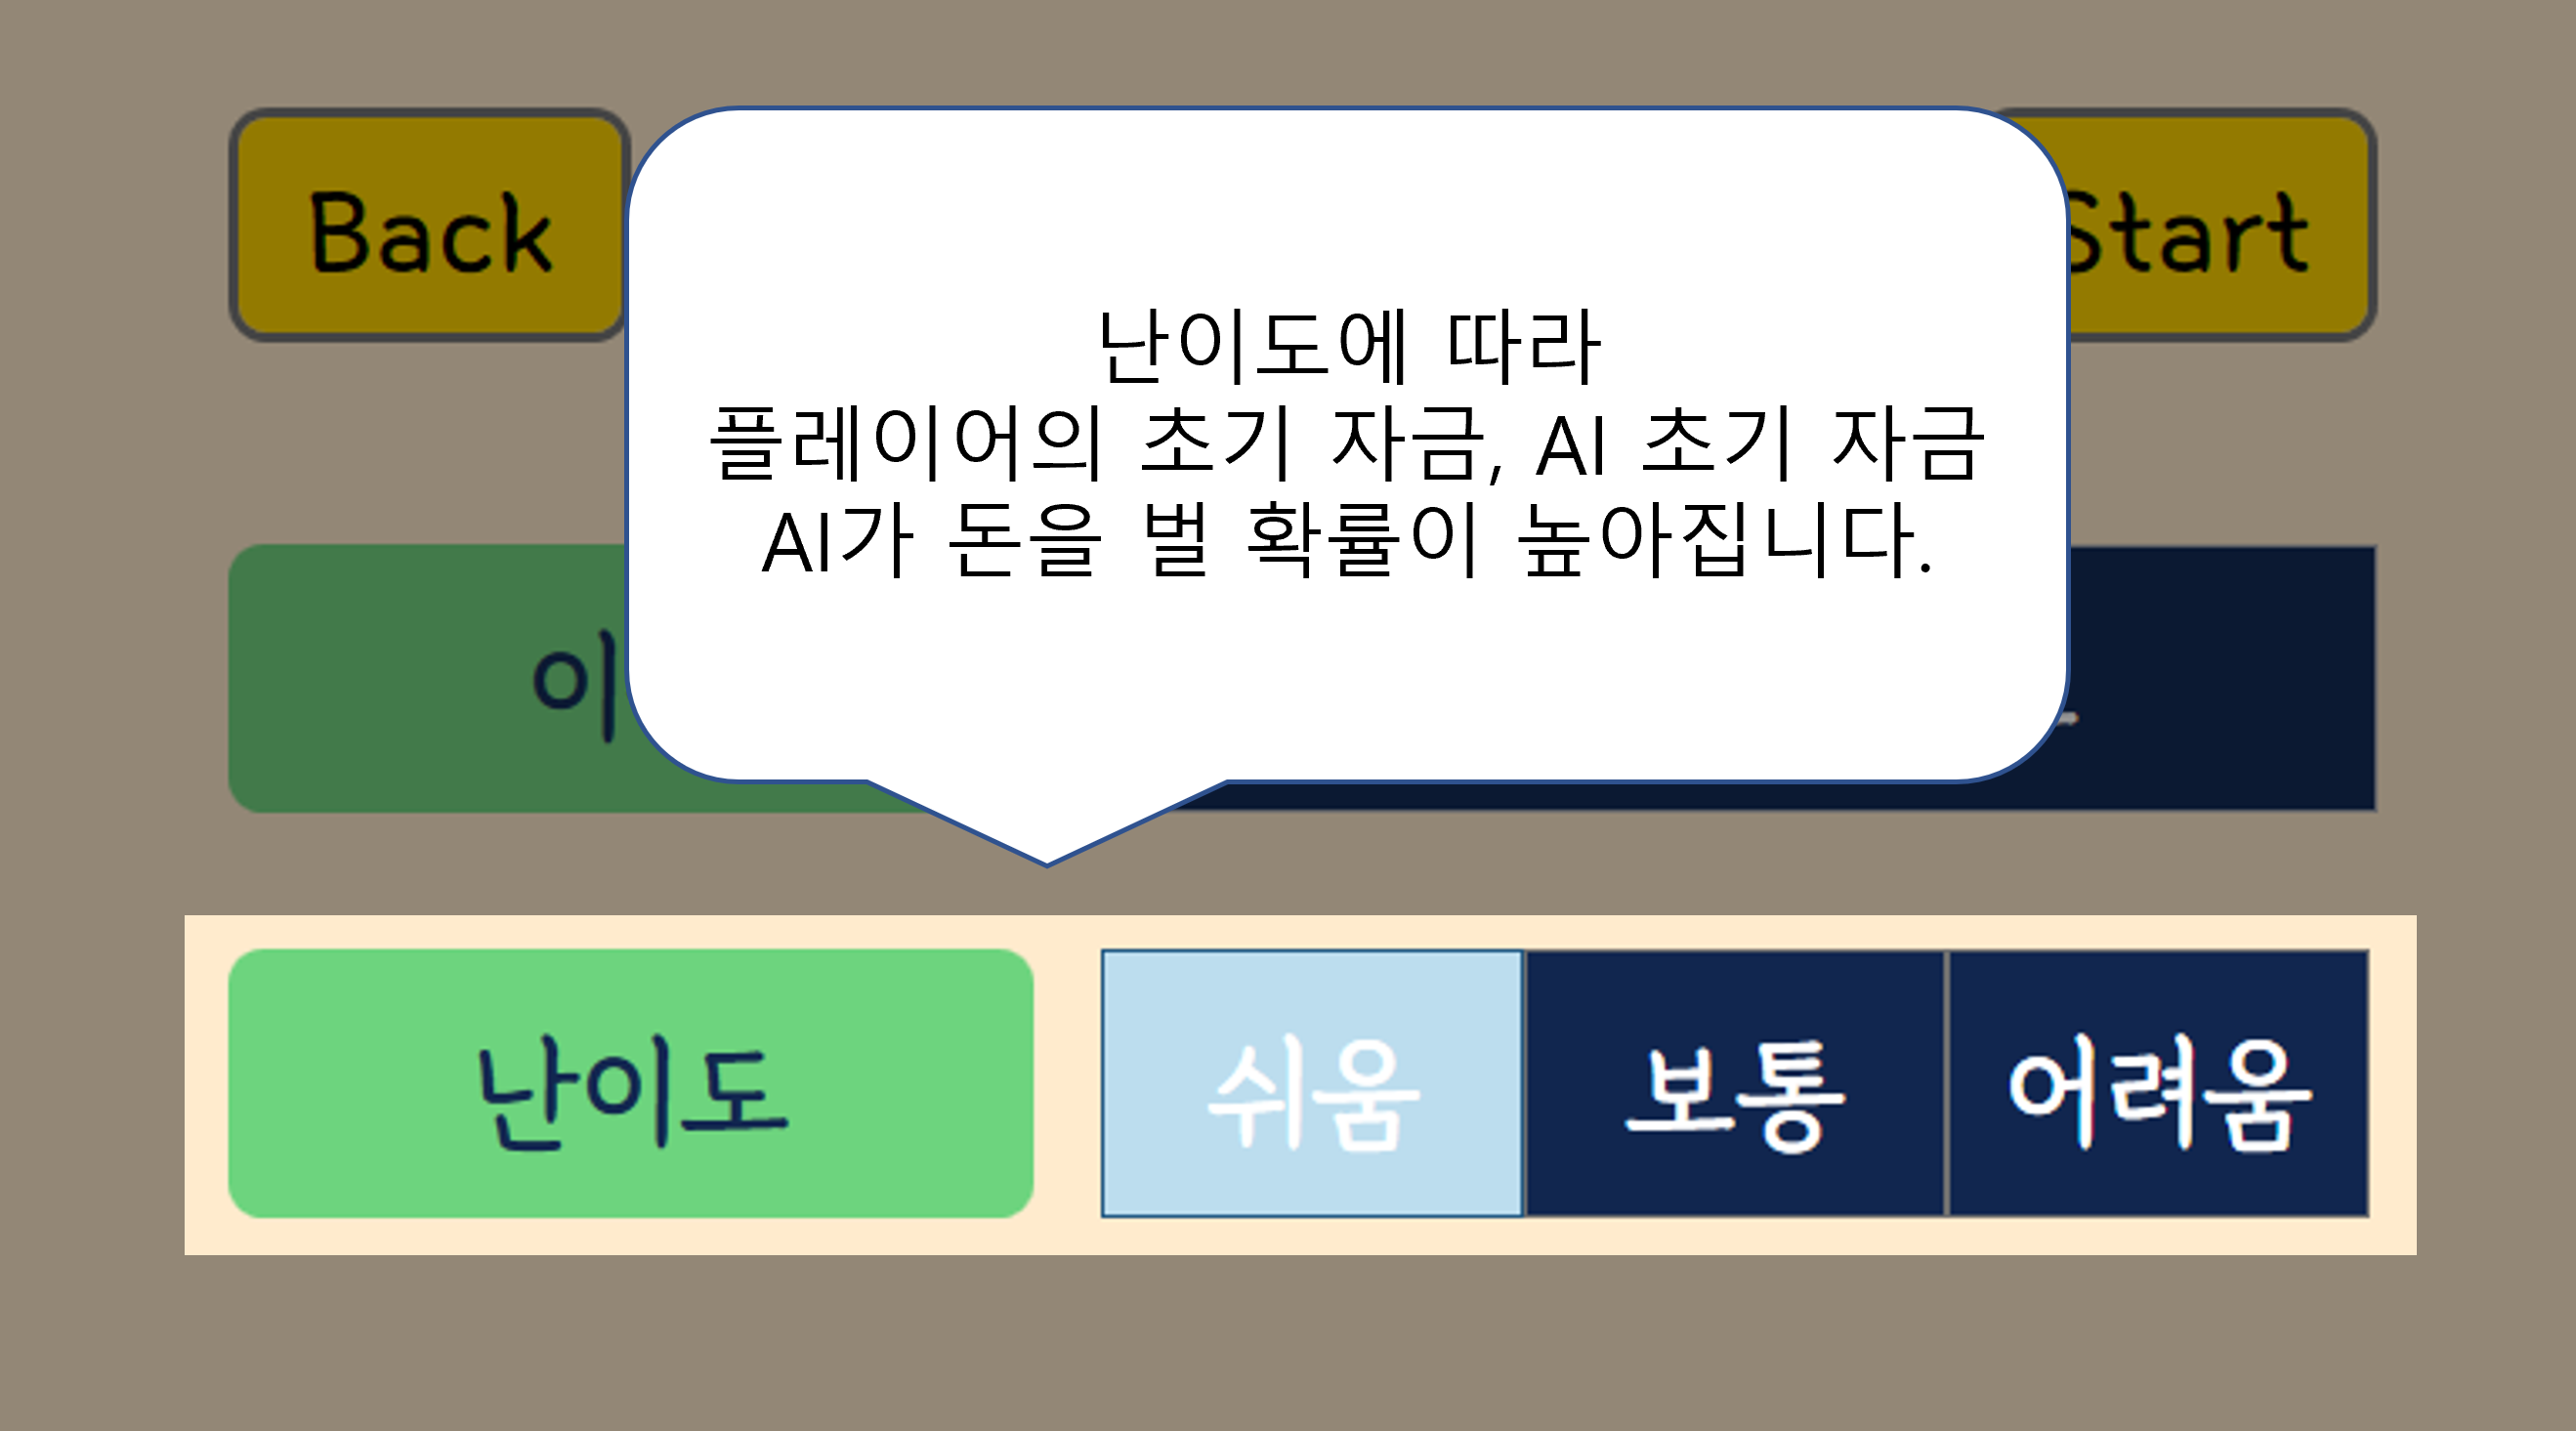 Back
Start
난이도에 따라
플레이어의 초기 자금, AI 초기 자금
AI가 돈을 벌 확률이 높아집니다.
난이도
쉬움
보통
어려움